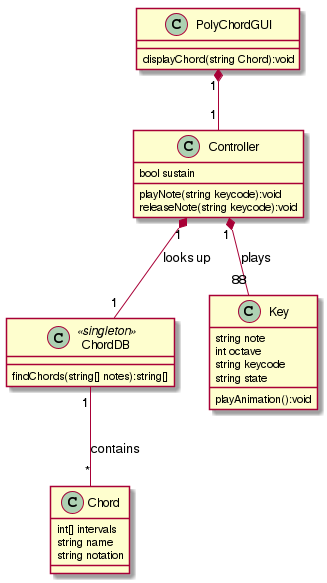 C PolyChordGUI
displayChord(string Chord):void
1
1
C Controller
bool sustain
playNote(string keycode):void
releaseNote(string keycode):void
1 1
looks up plays
1 88
C «singleton»
ChordDB
findChords(string[] notes):string[]
C Key
string note
int octave
string keycode
string state
playAnimation():void
1
contains
*
C Chord
int[] intervals
string name
string notation